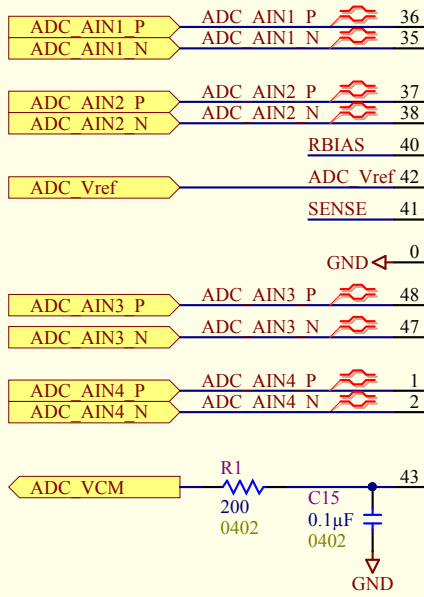 ADC_AIN1_P ADC_AIN1_P 36
ADC_AIN1_N ADC_AIN1_N 35
ADC_AIN2_P ADC_AIN2_P 37
ADC_AIN2_N ADC_AIN2_N 38
RBIAS 40
ADC_Vref ADC_Vref 42
SENSE 41
GND 0
ADC_AIN3_P ADC_AIN3_P 48
ADC_AIN3_N ADC_AIN3_N 47
ADC_AIN4_P ADC_AIN4_P 1
ADC_AIN4_N ADC_AIN4_N 2
R1
ADC_VCM 43
200
0402
C15
0.1µF
0402
GND